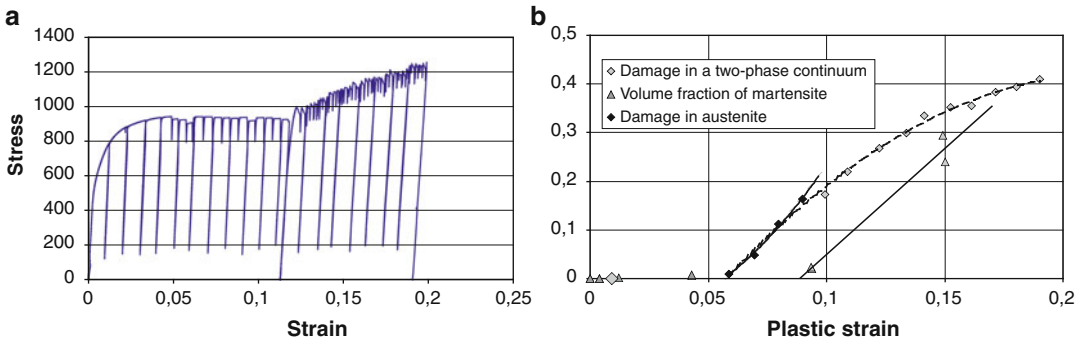 a
1400
1200
1000
800
600
400
200
0
Stress
0 0,05 0,1 0,15 0,2 0,25
Strain
b
0,5
0,4
0,3
0,2
0,1
0
Damage in a two-phase continuum
Volume fraction of martensite
Damage in austenite
0 0,05 0,1 0,15 0,2
Plastic strain